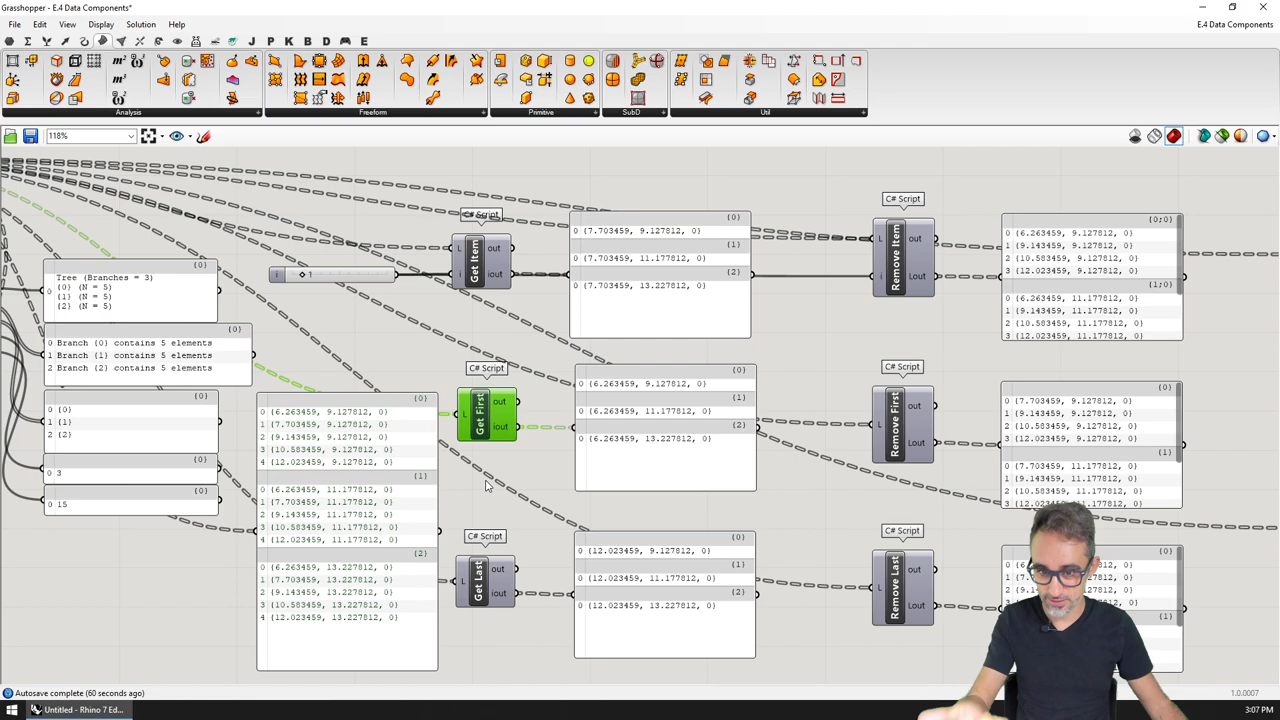 Grasshopper - E.4 Data Components*
File Edit View Display Solution Help
E.4 Data Components
J P K B D E
Analysis
Freeform
Primitive
SubD
Util
118%
Tree (Branches = 3)
{0} (N = 5)
{1} (N = 5)
{2} (N = 5)
{0}
0 Branch {0} contains 5 elements
1 Branch {1} contains 5 elements
2 Branch {2} contains 5 elements
{0}
0 {0}
1 {1}
2 {2}
{0}
0 3
{0}
0 15
{0}
0 {6.263459, 9.127812, 0}
1 {7.703459, 9.127812, 0}
2 {9.143459, 9.127812, 0}
3 {10.583459, 9.127812, 0}
4 {12.023459, 9.127812, 0}
{1}
0 {6.263459, 11.177812, 0}
1 {7.703459, 11.177812, 0}
2 {9.143459, 11.177812, 0}
3 {10.583459, 11.177812, 0}
4 {12.023459, 11.177812, 0}
{2}
0 {6.263459, 13.227812, 0}
1 {7.703459, 13.227812, 0}
2 {9.143459, 13.227812, 0}
3 {10.583459, 13.227812, 0}
4 {12.023459, 13.227812, 0}
i 1
C# Script
L i Get Item out iout
{0}
0 {7.703459, 9.127812, 0}
{1}
0 {7.703459, 11.177812, 0}
{2}
0 {7.703459, 13.227812, 0}
C# Script
L i Remove Item out iout
{0;0}
0 {6.263459, 9.127812, 0}
1 {9.143459, 9.127812, 0}
2 {10.583459, 9.127812, 0}
3 {12.023459, 9.127812, 0}
{1;0}
0 {6.263459, 11.177812, 0}
1 {9.143459, 11.177812, 0}
2 {10.583459, 11.177812, 0}
3 {12.023459, 11.177812, 0}
C# Script
L Get First out iout
{0}
0 {6.263459, 9.127812, 0}
{1}
0 {6.263459, 11.177812, 0}
{2}
0 {6.263459, 13.227812, 0}
C# Script
L Remove First out Lout
{0}
0 {7.703459, 9.127812, 0}
1 {9.143459, 9.127812, 0}
2 {10.583459, 9.127812, 0}
3 {12.023459, 9.127812, 0}
{1}
0 {7.703459, 11.177812, 0}
1 {9.143459, 11.177812, 0}
2 {10.583459, 11.177812, 0}
3 {12.023459, 11.177812, 0}
C# Script
L Get Last out iout
{0}
0 {12.023459, 9.127812, 0}
{1}
0 {12.023459, 11.177812, 0}
{2}
0 {12.023459, 13.227812, 0}
C# Script
L Remove Last out Lout
{0}
{1}
Autosave complete (60 seconds ago)
1.0.0007
Untitled - Rhino 7 Ed...
3:07 PM